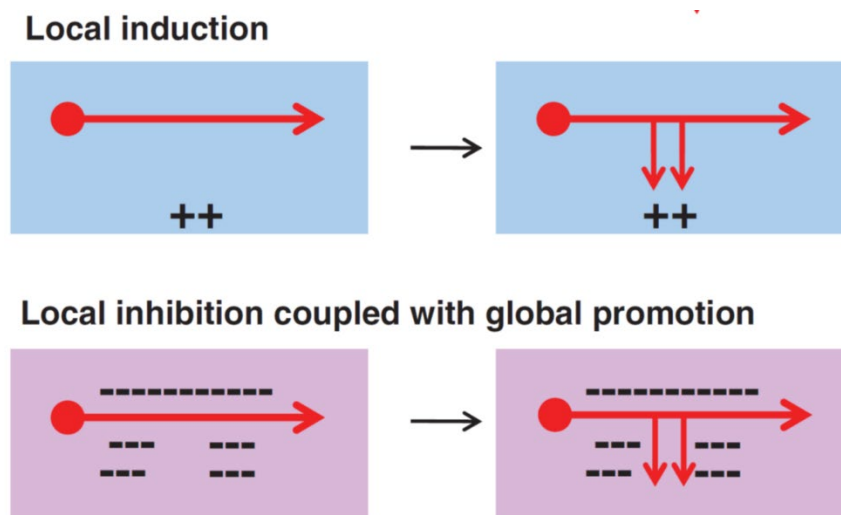 Local induction
++ ++
Local inhibition coupled with global promotion
----------- -----------
--- --- --- ---
--- --- --- ---